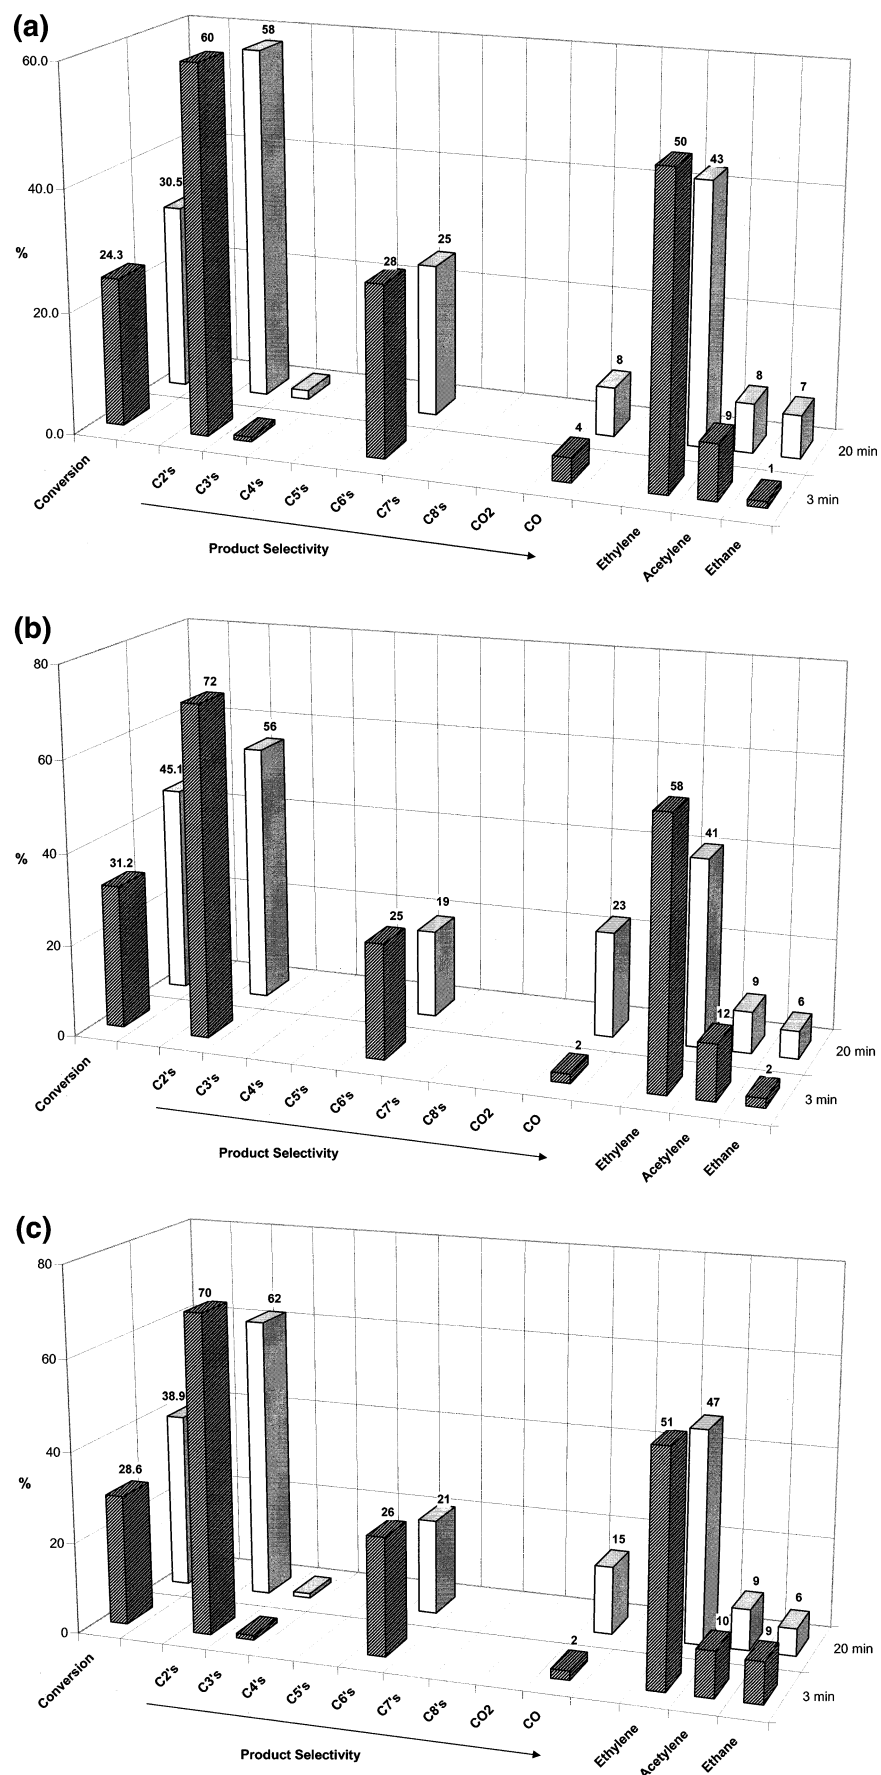 (a)
60
58
60.0
50
43
40.0
30.5
%
24.3
28
25
20.0
8
8
7
4
9
1
0.0
20 min
3 min
Conversion
C2's
C3's
C4's
C5's
C6's
C7's
C8's
CO2
CO
Ethylene
Acetylene
Ethane
Product Selectivity
(b)
80
72
56
60
45.1
58
41
%
40
31.2
25
19
23
20
9
6
12
2
2
0
20 min
3 min
Conversion
C2's
C3's
C4's
C5's
C6's
C7's
C8's
CO2
CO
Ethylene
Acetylene
Ethane
Product Selectivity
(c)
80
70
62
60
38.9
51
47
40
%
28.6
26
21
20
15
9
6
10
9
2
0
20 min
3 min
Conversion
C2's
C3's
C4's
C5's
C6's
C7's
C8's
CO2
CO
Ethylene
Acetylene
Ethane
Product Selectivity